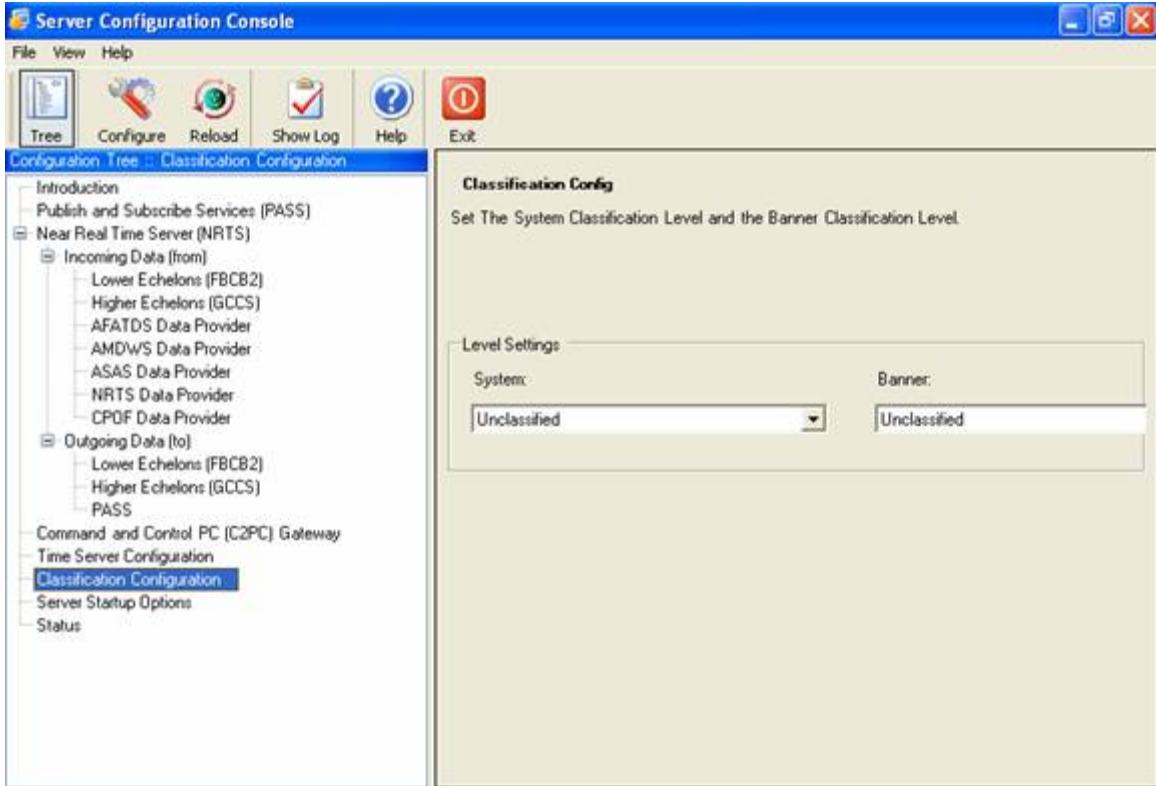 Server Configuration Console
File View Help
Tree Configure Reload Show Log Help Exit
Configuration Tree :: Classification Configuration
Introduction
Publish and Subscribe Services (PASS)
Near Real Time Server (NRTS)
Incoming Data (from)
Lower Echelons (FBCB2)
Higher Echelons (GCCS)
AFATDS Data Provider
AMDWS Data Provider
ASAS Data Provider
NRTS Data Provider
CPOF Data Provider
Outgoing Data (to)
Lower Echelons (FBCB2)
Higher Echelons (GCCS)
PASS
Command and Control PC (C2PC) Gateway
Time Server Configuration
Classification Configuration
Server Startup Options
Status
Classification Config
Set The System Classification Level and the Banner Classification Level.
Level Settings
System: Banner:
Unclassified Unclassified